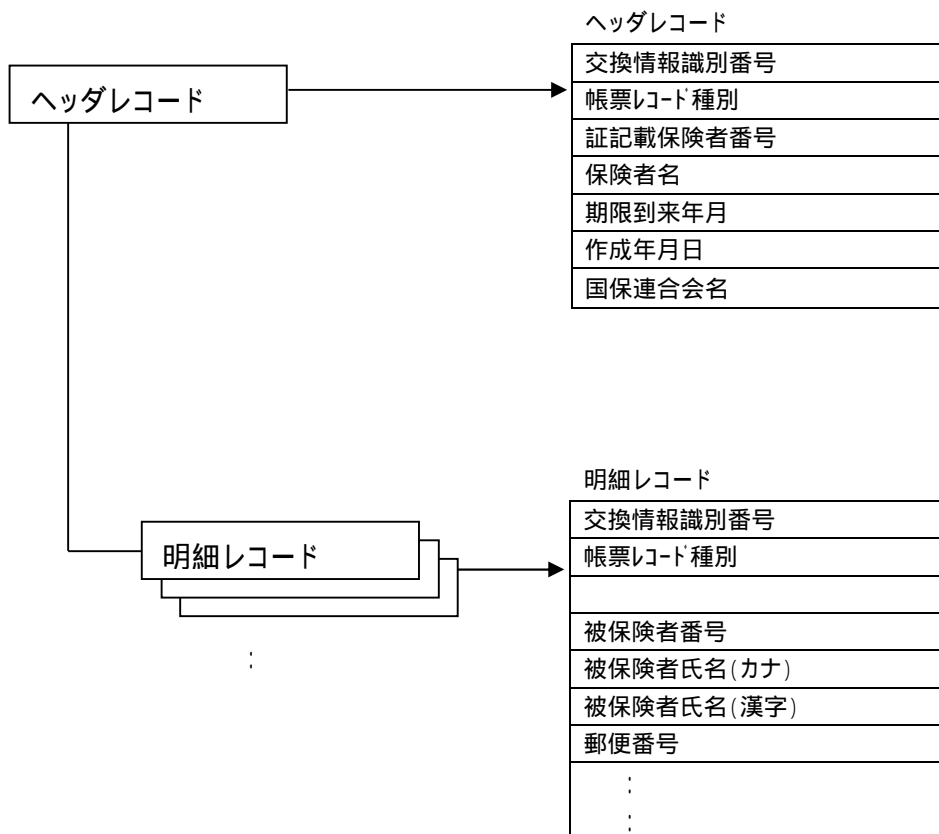 ヘッダレコード
ヘッダレコード
交換情報識別番号
帳票ﾚｺｰﾄﾞ種別
証記載保険者番号
保険者名
期限到来年月
作成年月日
国保連合会名
明細レコード
明細レコード
交換情報識別番号
帳票ﾚｺｰﾄﾞ種別
被保険者番号
被保険者氏名(カナ)
被保険者氏名(漢字)
郵便番号
:
:
: